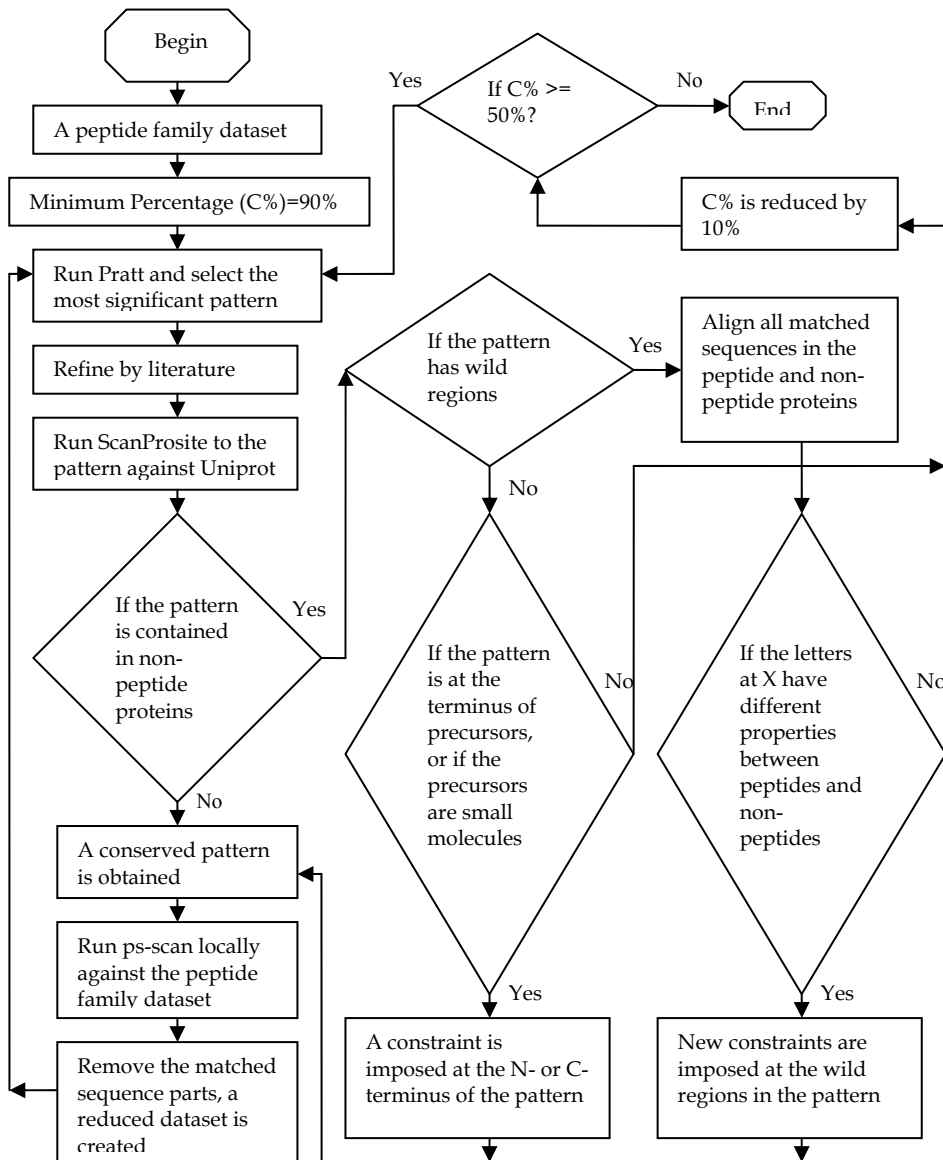 Begin
A peptide family dataset
Minimum Percentage (C%)=90%
Run Pratt and select the
most significant pattern
Refine by literature
Run ScanProsite to the
pattern against Uniprot
If the pattern
is contained
in non-
peptide
proteins
Yes
No
A conserved pattern
is obtained
Run ps-scan locally
against the peptide
family dataset
Remove the matched
sequence parts, a
reduced dataset is
created
Yes
If C% >=
50%?
No
End
C% is reduced by
10%
If the pattern
has wild
regions
Yes
No
Align all matched
sequences in the
peptide and non-
peptide proteins
If the pattern
is at the
terminus of
precursors,
or if the
precursors
are small
molecules
No
Yes
A constraint is
imposed at the N- or C-
terminus of the pattern
If the letters
at X have
different
properties
between
peptides and
non-
peptides
No
Yes
New constraints are
imposed at the wild
regions in the pattern